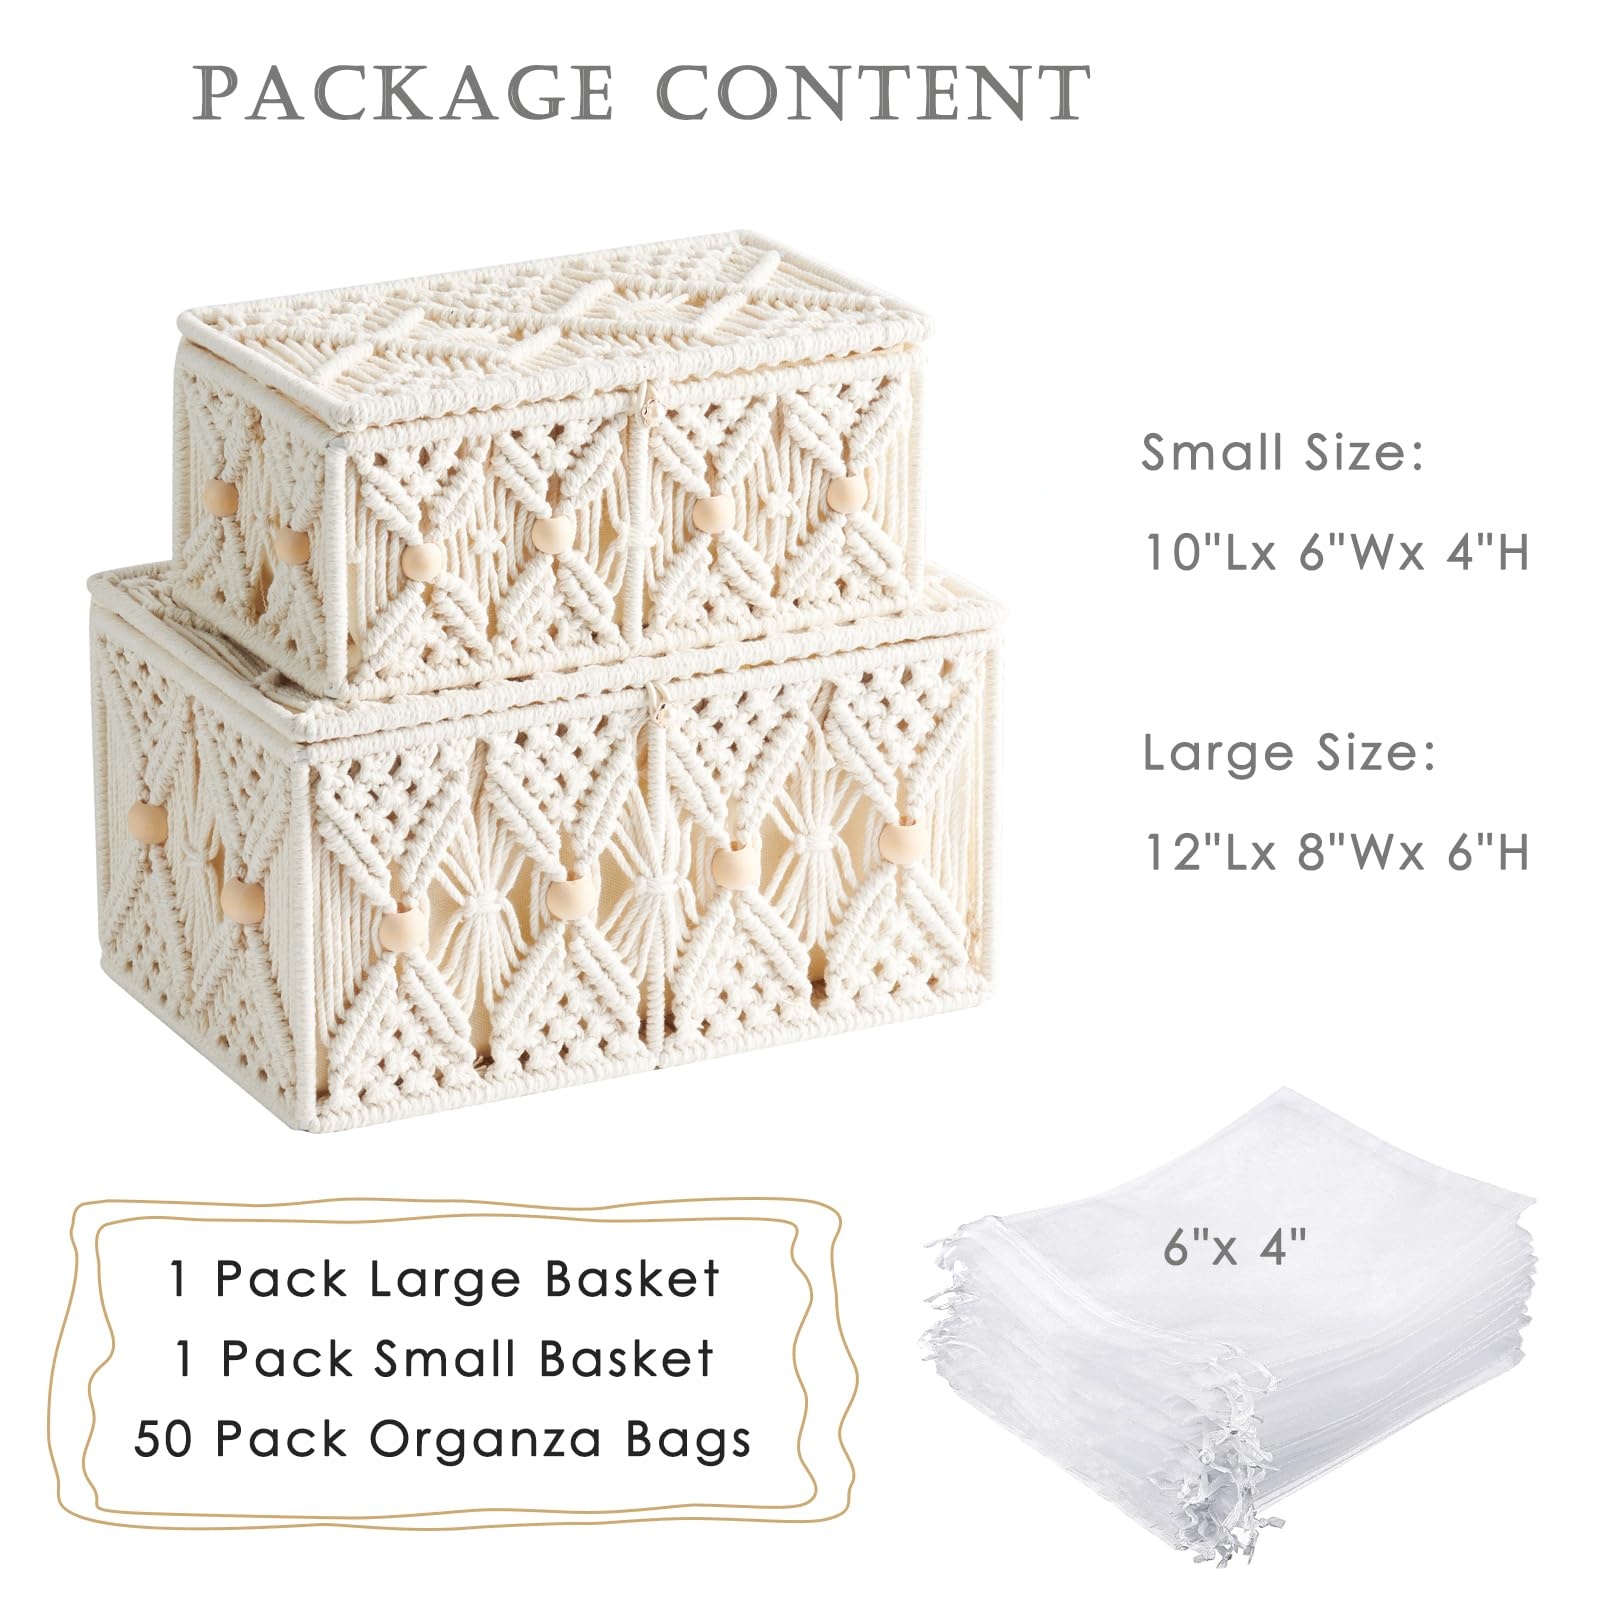 PACKAGE CONTENT
Small Size:
10"Lx 6"Wx 4"H
Large Size:
12"Lx 8"Wx 6"H
6"x 4"
1 Pack Large Basket
1 Pack Small Basket
50 Pack Organza Bags